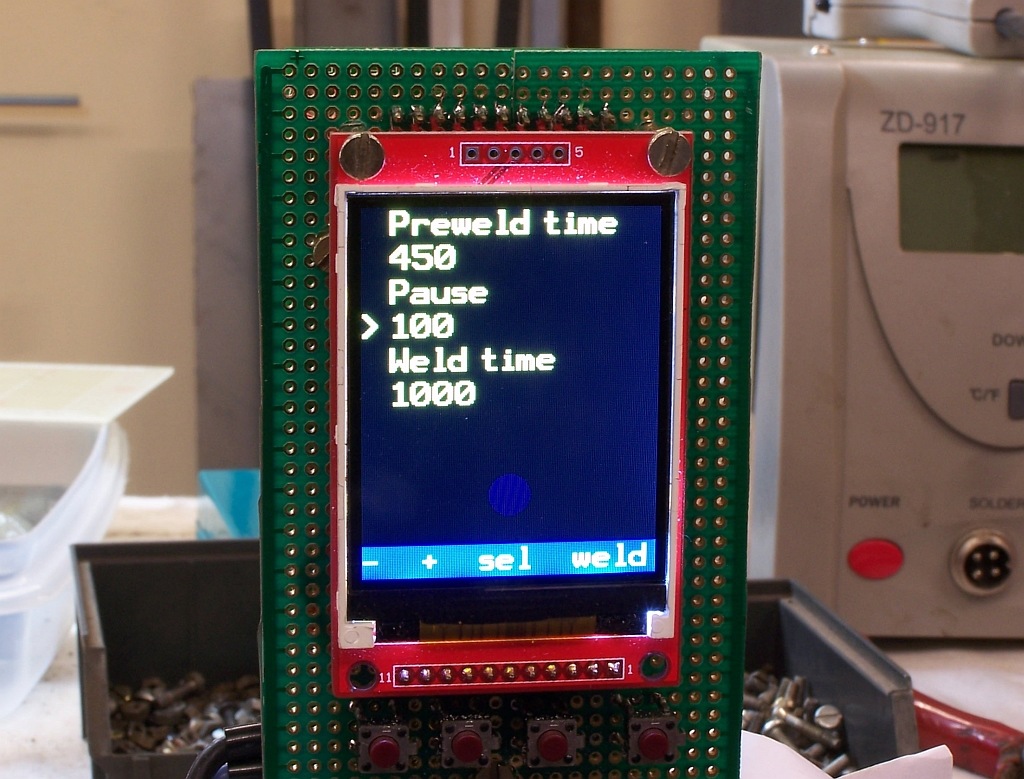 ZD-917
1 5
Preweld time
450
Pause
> 100
Weld time
1000
DOW
°C/F
POWER
SOLDER
- + sel weld
11 1